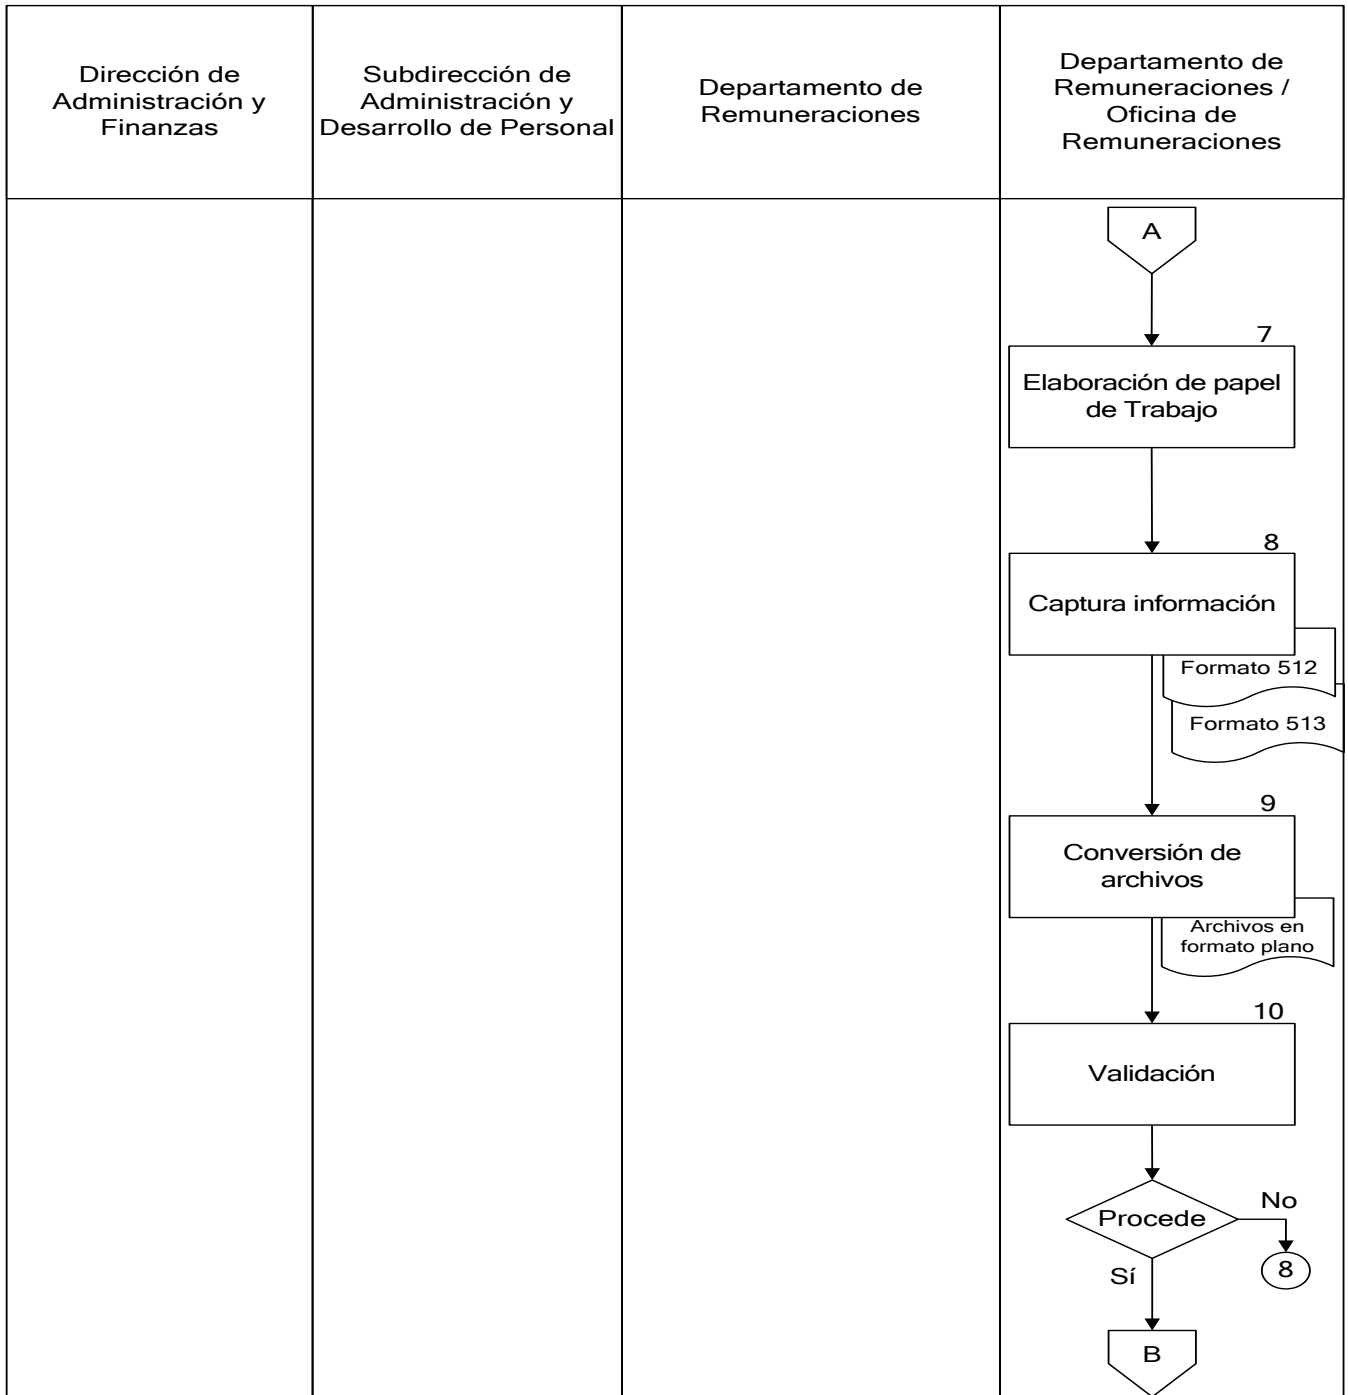 Dirección de
Administración y
Finanzas
Subdirección de
Administración y
Desarrollo de Personal
Departamento de
Remuneraciones
Departamento de
Remuneraciones /
Oficina de
Remuneraciones
A
7
Elaboración de papel
de Trabajo
8
Captura información
Formato 512
Formato 513
9
Conversión de
archivos
Archivos en
formato plano
10
Validación
Procede
No
8
Sí
B